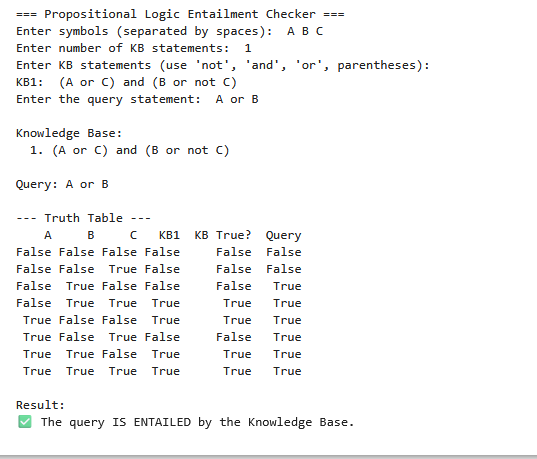 === Propositional Logic Entailment Checker ===
Enter symbols (separated by spaces):  A B C
Enter number of KB statements:  1
Enter KB statements (use 'not', 'and', 'or', parentheses):
KB1:  (A or C) and (B or not C)
Enter the query statement:  A or B
Knowledge Base:
1. (A or C) and (B or not C)
Query: A or B
--- Truth Table ---
A B C KB1 KB True? Query
False False False False False False
False False True False False False
False True False False False True
False True True True True True
True False False True True True
True False True False False True
True True False True True True
True True True True True True
Result:
✅ The query IS ENTAILED by the Knowledge Base.